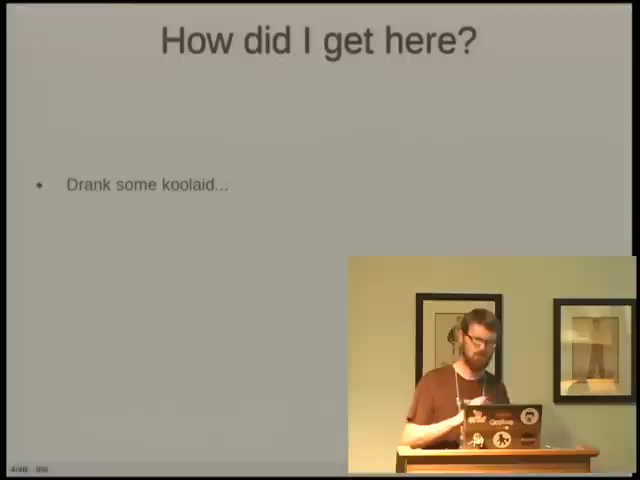 How did I get here?
• Drank some koolaid...